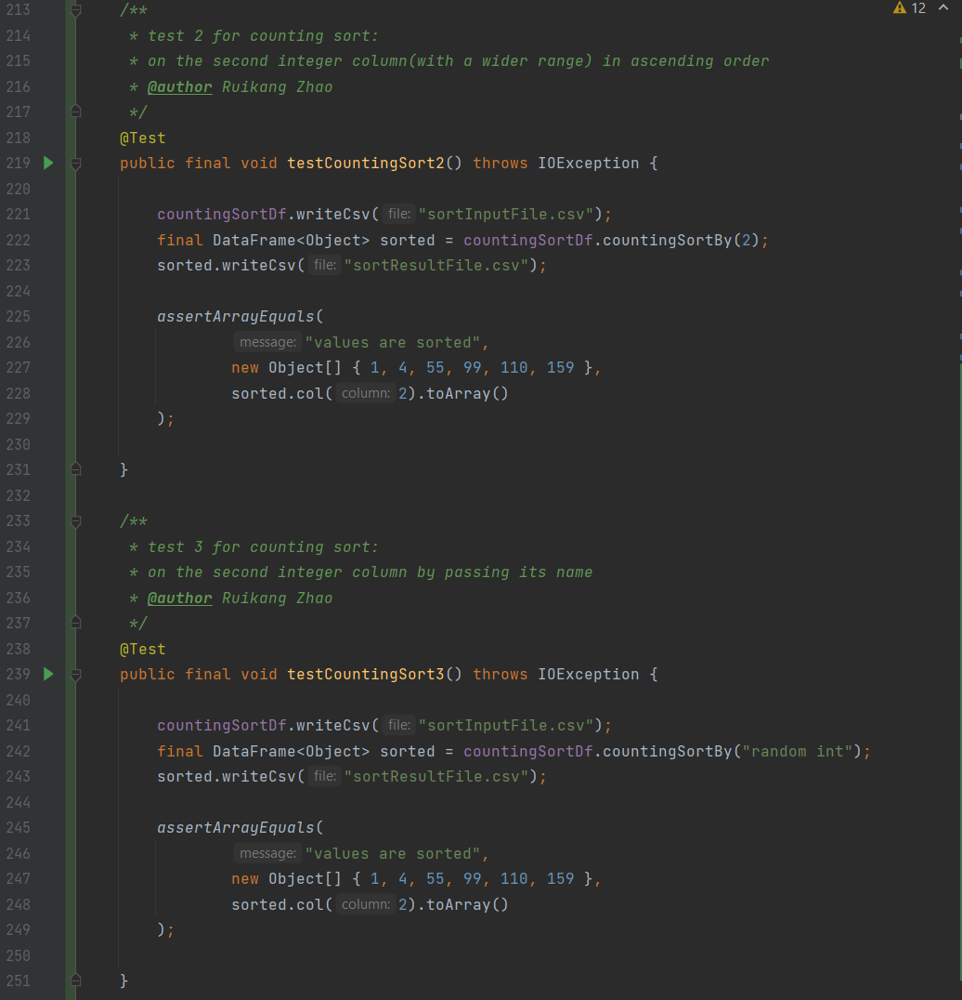 ⚠ 12 ^
213 /**
214 * test 2 for counting sort:
215 * on the second integer column(with a wider range) in ascending order
216 * @author Ruikang Zhao
217 */
218 @Test
219 public final void testCountingSort2() throws IOException {
220
221 countingSortDf.writeCsv( file: "sortInputFile.csv");
222 final DataFrame<Object> sorted = countingSortDf.countingSortBy(2);
223 sorted.writeCsv( file: "sortResultFile.csv");
224
225 assertArrayEquals(
226 message: "values are sorted",
227 new Object[] { 1, 4, 55, 99, 110, 159 },
228 sorted.col( column: 2).toArray()
229 );
230
231 }
232
233 /**
234 * test 3 for counting sort:
235 * on the second integer column by passing its name
236 * @author Ruikang Zhao
237 */
238 @Test
239 public final void testCountingSort3() throws IOException {
240
241 countingSortDf.writeCsv( file: "sortInputFile.csv");
242 final DataFrame<Object> sorted = countingSortDf.countingSortBy("random int");
243 sorted.writeCsv( file: "sortResultFile.csv");
244
245 assertArrayEquals(
246 message: "values are sorted",
247 new Object[] { 1, 4, 55, 99, 110, 159 },
248 sorted.col( column: 2).toArray()
249 );
250
251 }